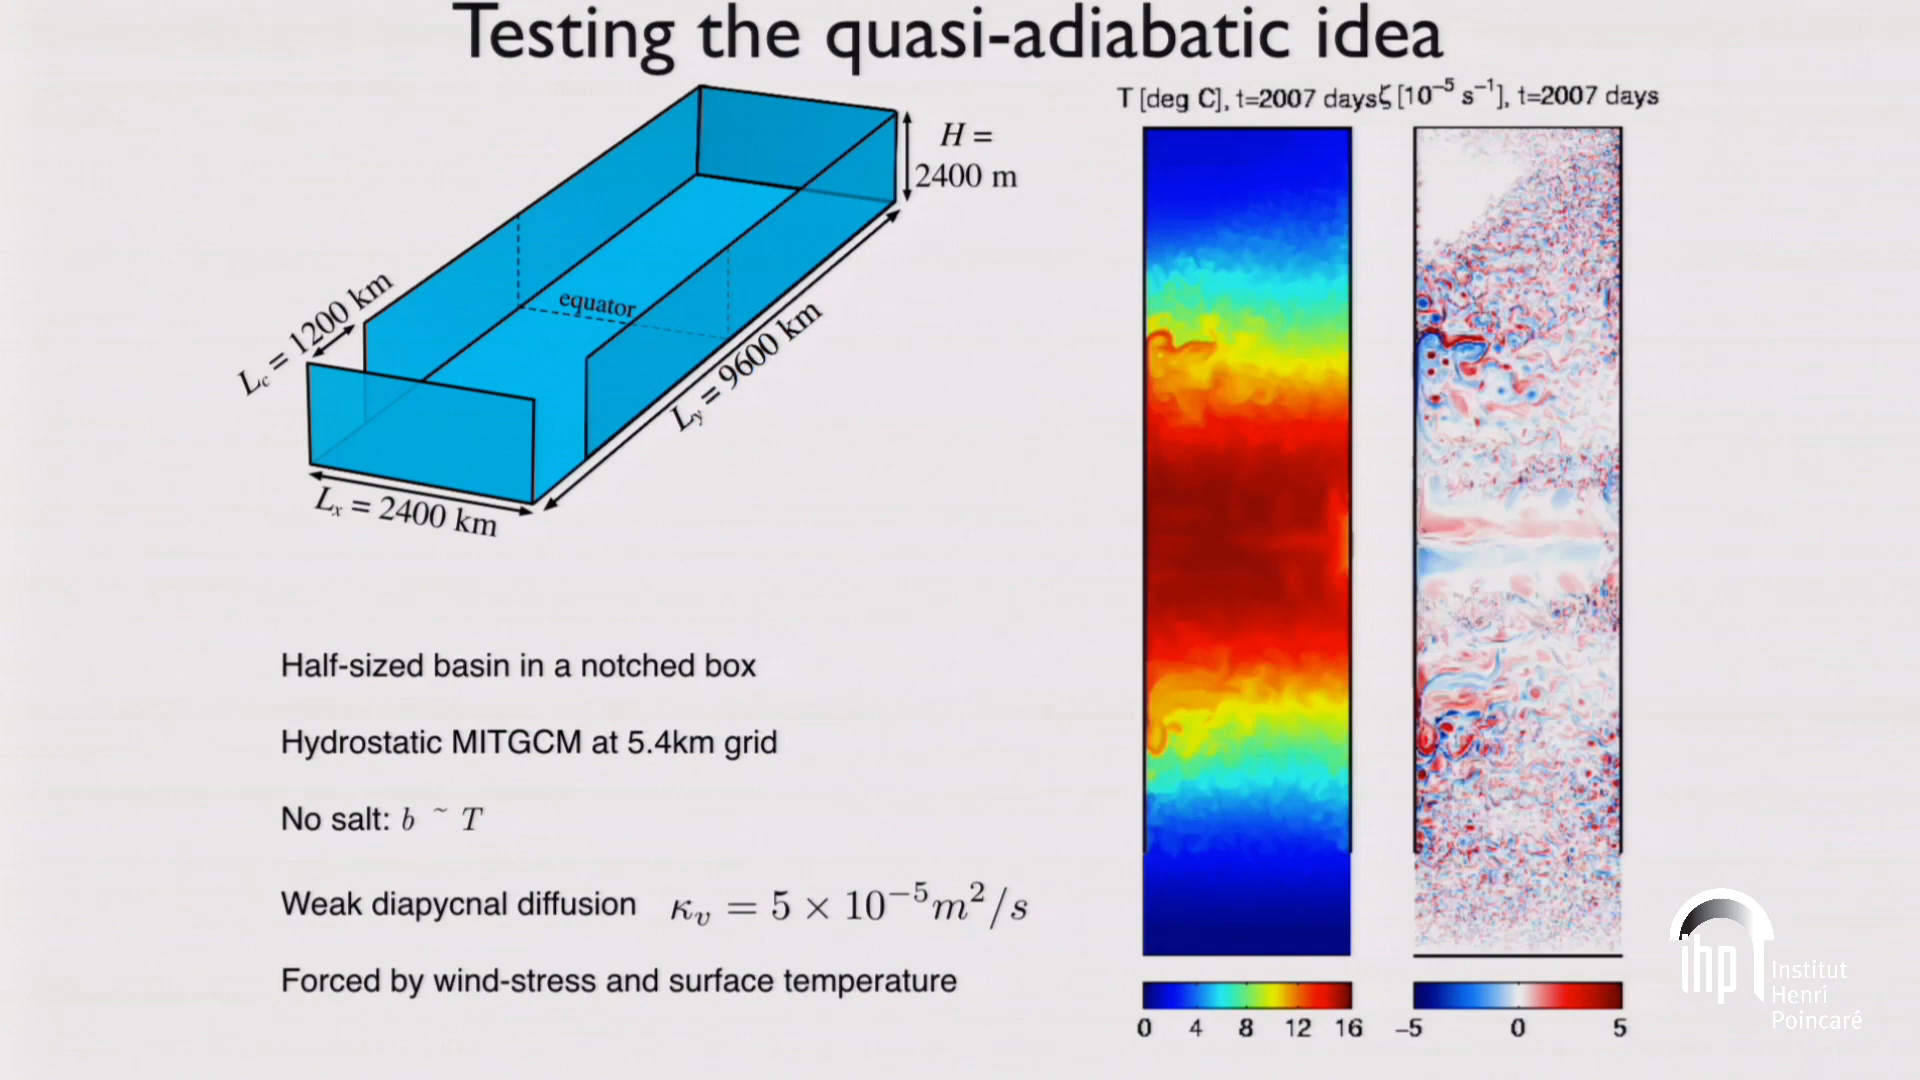 Testing the quasi-adiabatic idea
T [deg C], t=2007 days
ζ [10⁻⁵ s⁻¹], t=2007 days
H =
2400 m
L_c = 1200 km
equator
L_y = 9600 km
L_x = 2400 km
Half-sized basin in a notched box
Hydrostatic MITGCM at 5.4km grid
No salt: b ~ T
Weak diapycnal diffusion κ_v = 5 × 10⁻⁵m²/s
Forced by wind-stress and surface temperature
0 4 8 12 16
−5 0 5
ihp
Institut
Henri
Poincaré